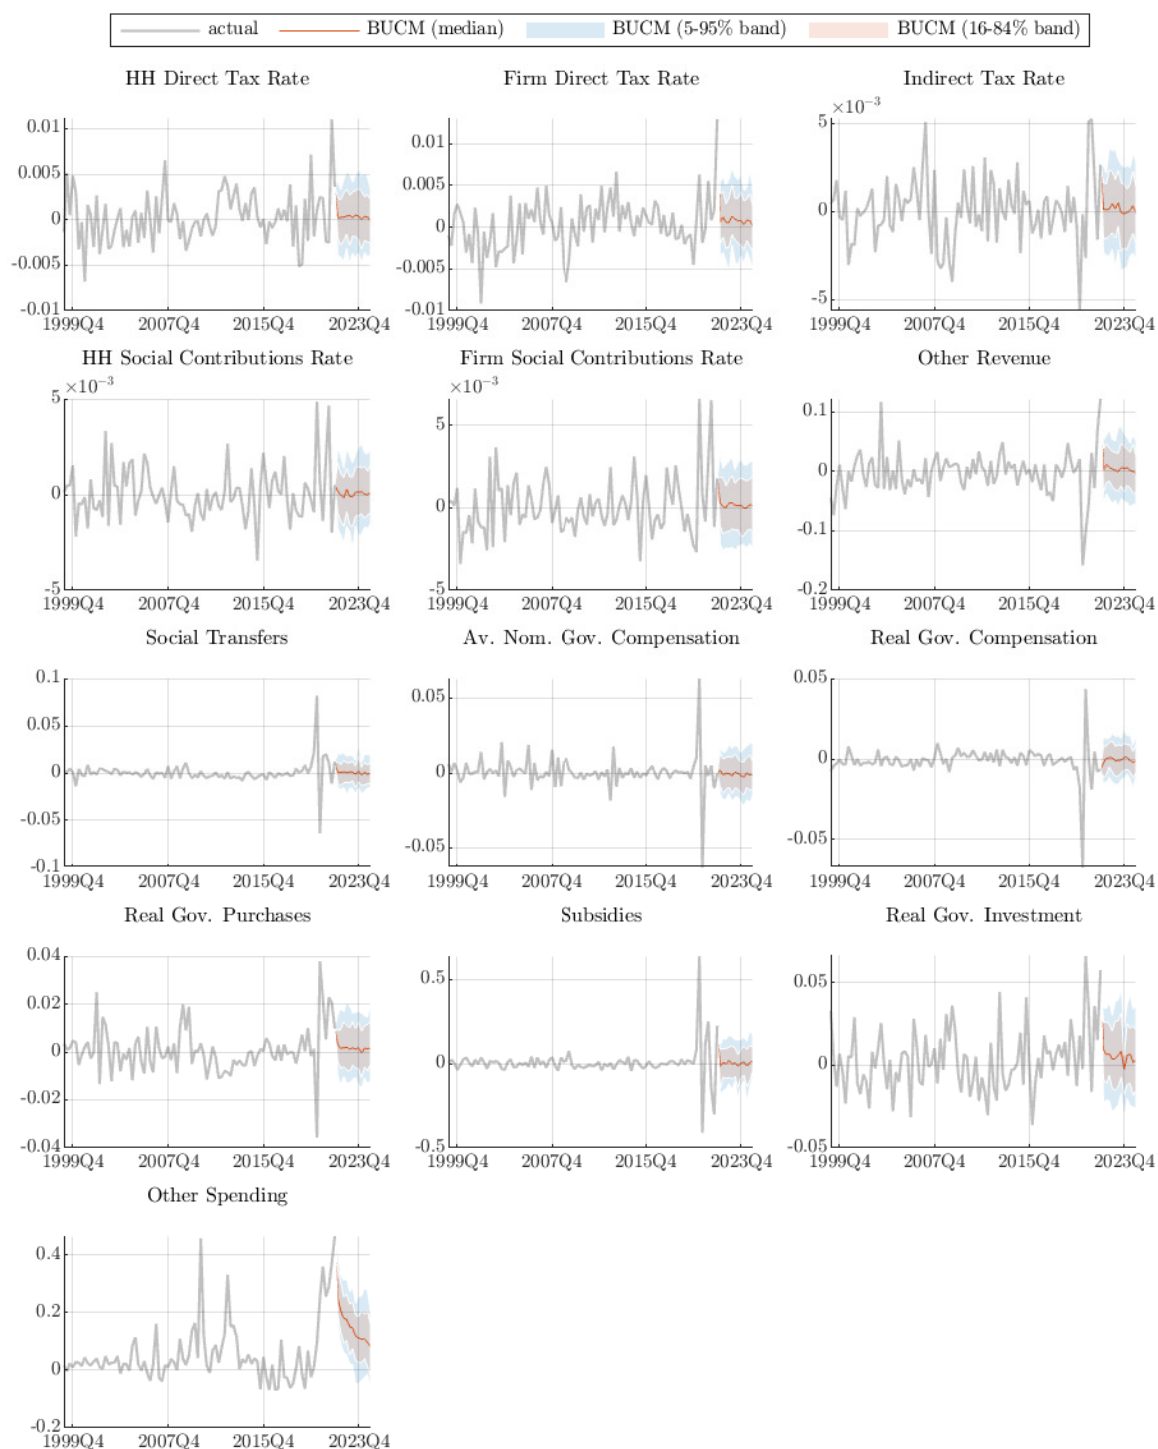 actual BUCM (median) BUCM (5-95% band) BUCM (16-84% band)
HH Direct Tax Rate Firm Direct Tax Rate Indirect Tax Rate
0.01
0.005
0
-0.005
-0.01
1999Q4 2007Q4 2015Q4 2023Q4
0.01
0.005
0
-0.005
-0.01
1999Q4 2007Q4 2015Q4 2023Q4
×10⁻³
5
0
-5
1999Q4 2007Q4 2015Q4 2023Q4
HH Social Contributions Rate Firm Social Contributions Rate Other Revenue
×10⁻³
5
0
-5
1999Q4 2007Q4 2015Q4 2023Q4
×10⁻³
5
0
-5
1999Q4 2007Q4 2015Q4 2023Q4
0.1
0
-0.1
-0.2
1999Q4 2007Q4 2015Q4 2023Q4
Social Transfers Av. Nom. Gov. Compensation Real Gov. Compensation
0.1
0.05
0
-0.05
-0.1
1999Q4 2007Q4 2015Q4 2023Q4
0.05
0
-0.05
1999Q4 2007Q4 2015Q4 2023Q4
0.05
0
-0.05
1999Q4 2007Q4 2015Q4 2023Q4
Real Gov. Purchases Subsidies Real Gov. Investment
0.04
0.02
0
-0.02
-0.04
1999Q4 2007Q4 2015Q4 2023Q4
0.5
0
-0.5
1999Q4 2007Q4 2015Q4 2023Q4
0.05
0
-0.05
1999Q4 2007Q4 2015Q4 2023Q4
Other Spending
0.4
0.2
0
-0.2
1999Q4 2007Q4 2015Q4 2023Q4